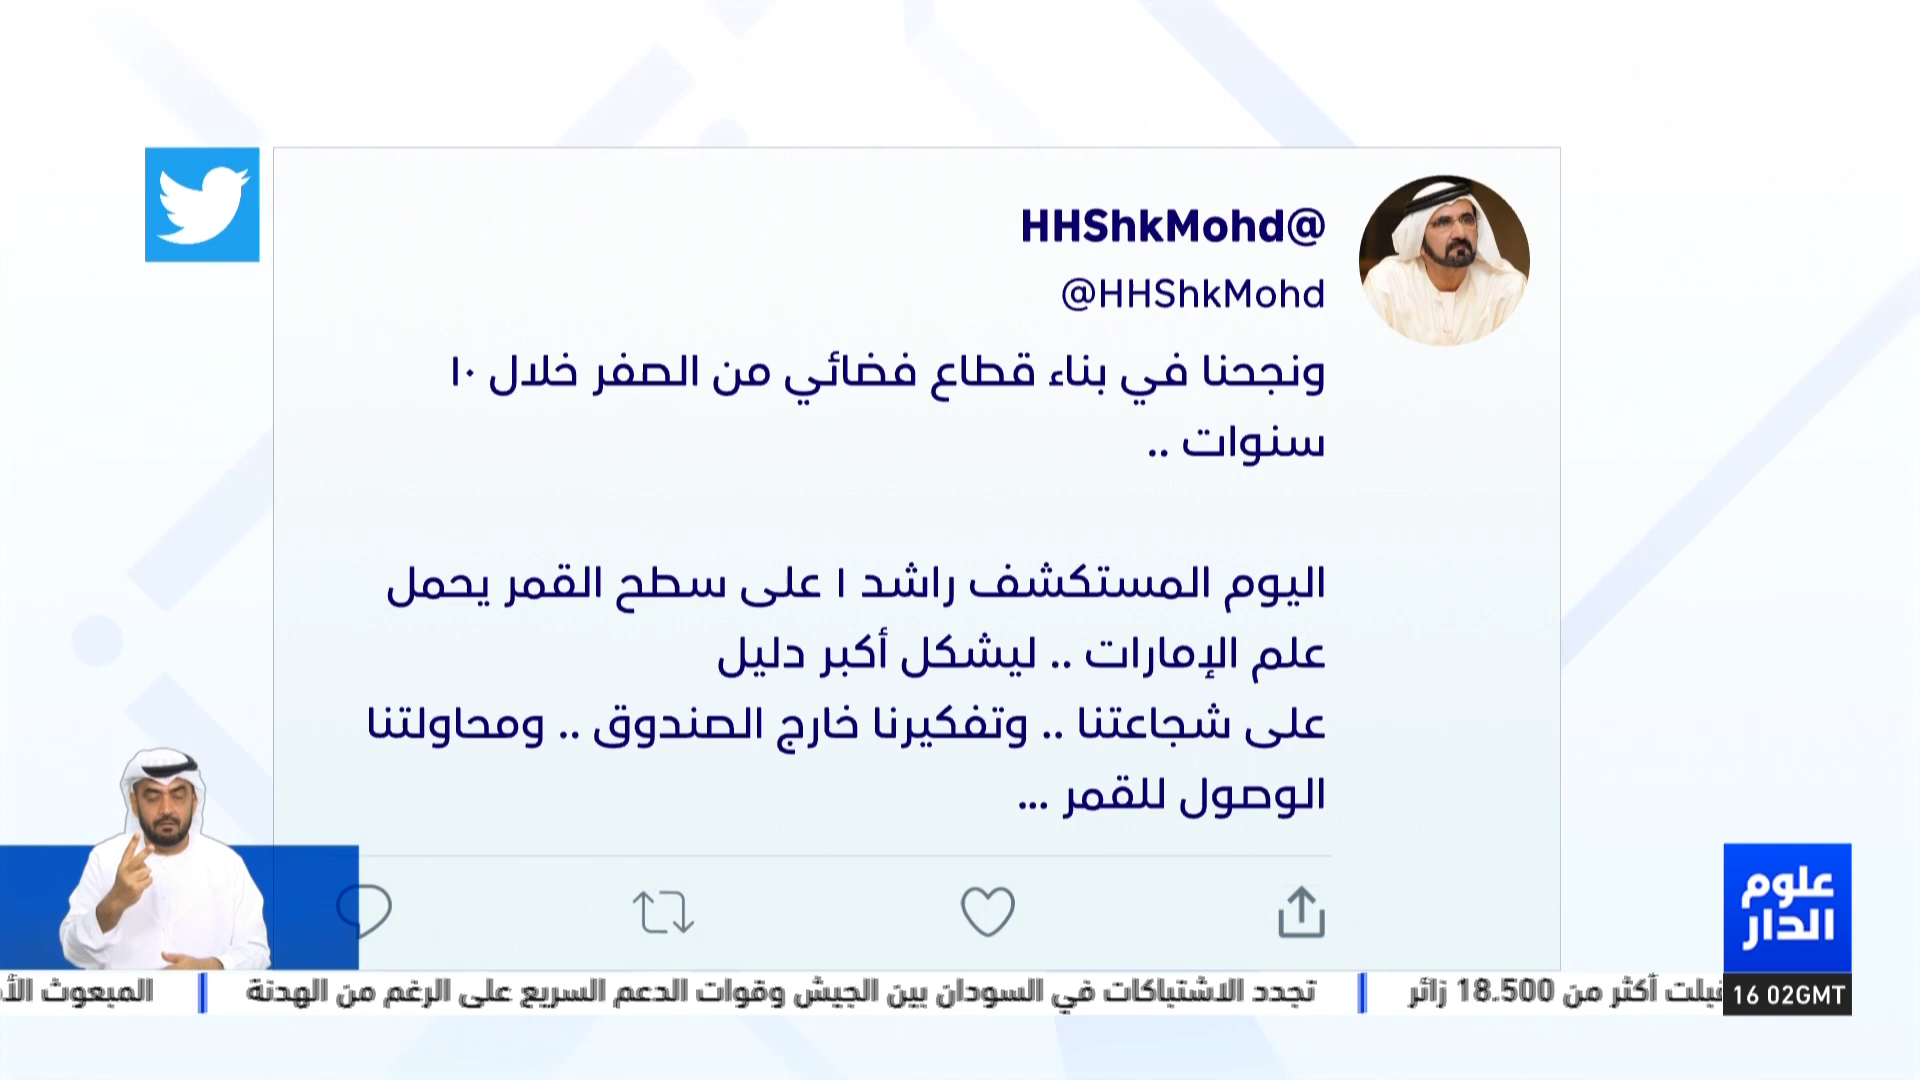 @HHShkMohd
@HHShkMohd
ونجحنا في بناء قطاع فضائي من الصفر خلال ١٠
سنوات ..
اليوم المستكشف راشد ١ على سطح القمر يحمل
علم الإمارات .. ليشكل أكبر دليل
على شجاعتنا .. وتفكيرنا خارج الصندوق .. ومحاولتنا
الوصول للقمر ...
علوم
الدار
أكثر من 18.500 زائر | تجدد الاشتباكات في السودان بين الجيش وقوات الدعم السريع على الرغم من الهدنة | المبعوث
16 02GMT